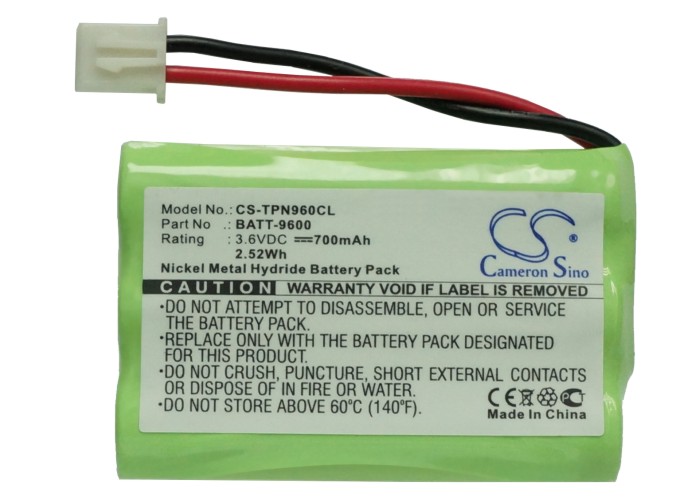 Model No.: CS-TPN960CL
Part No. : BATT-9600
Rating : 3.6VDC ⎓700mAh
2.52Wh
Nickel Metal Hydride Battery Pack
CS
Cameron Sino
CAUTION WARRANTY VOID IF LABEL IS REMOVED
•DO NOT ATTEMPT TO DISASSEMBLE, OPEN OR SERVICE
THE BATTERY PACK.
•REPLACE ONLY WITH THE BATTERY PACK DESIGNATED
FOR THIS PRODUCT.
•DO NOT CRUSH, PUNCTURE, SHORT EXTERNAL CONTACTS
OR DISPOSE OF IN FIRE OR WATER.
•DO NOT STORE ABOVE 60°C (140°F).
CE
Made In China